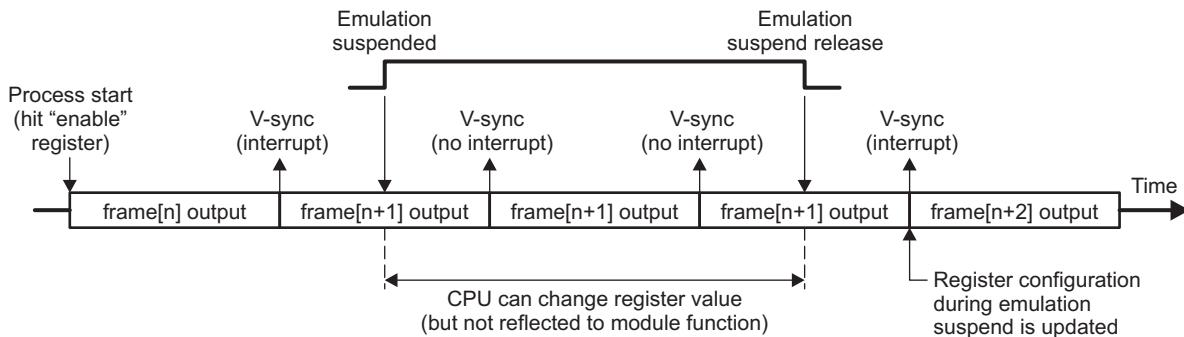 Emulation
suspended
Emulation
suspend release
Process start
(hit “enable”
register)
V-sync
(interrupt)
V-sync
(no interrupt)
V-sync
(no interrupt)
V-sync
(interrupt)
Time
frame[n] output
frame[n+1] output
frame[n+1] output
frame[n+1] output
frame[n+2] output
CPU can change register value
(but not reflected to module function)
Register configuration
during emulation
suspend is updated